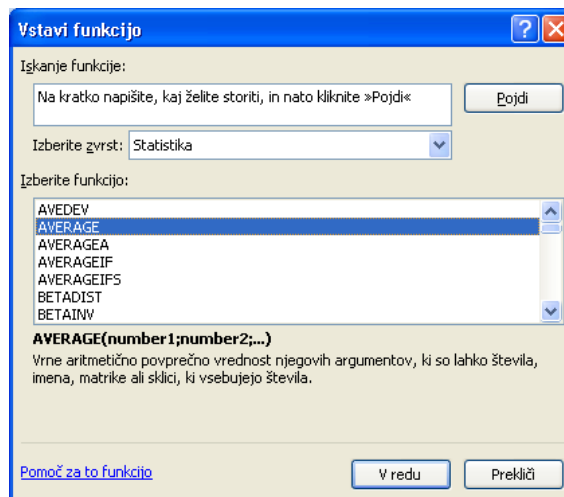 Vstavi funkcijo
Iskanje funkcije:
Na kratko napišite, kaj želite storiti, in nato kliknite »Pojdi«
Pojdi
Izberite zvrst: Statistika
Izberite funkcijo:
AVEDEV
AVERAGE
AVERAGEA
AVERAGEIF
AVERAGEIFS
BETADIST
BETAINV
AVERAGE(number1;number2;...)
Vrne aritmetično povprečno vrednost njegovih argumentov, ki so lahko števila,
imena, matrike ali sklici, ki vsebujejo števila.
Pomoč za to funkcijo
V redu
Prekliči